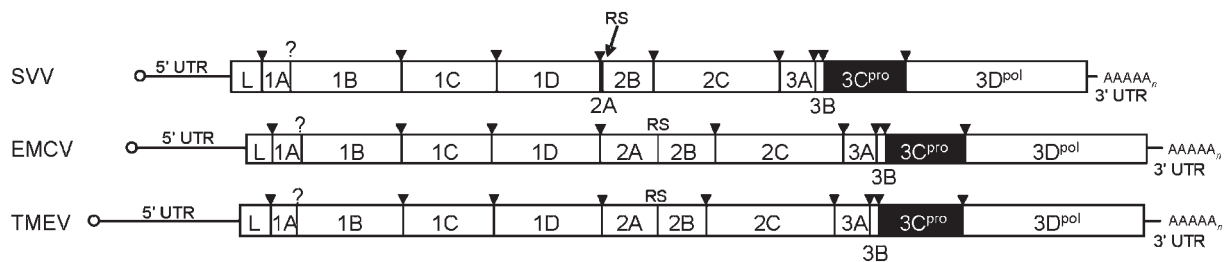 RS
SVV 5' UTR L 1A ? 1B 1C 1D 2B 2C 3A 3Cpro 3Dpol AAAAAn
2A 3B 3' UTR
RS
EMCV 5' UTR L 1A ? 1B 1C 1D 2A 2B 2C 3A 3Cpro 3Dpol AAAAAn
3B 3' UTR
RS
TMEV 5' UTR L 1A ? 1B 1C 1D 2A 2B 2C 3A 3Cpro 3Dpol AAAAAn
3B 3' UTR